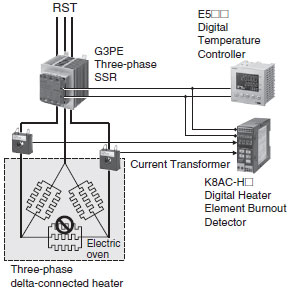 RST
E5□□
Digital
Temperature
Controller
G3PE
Three-phase
SSR
Current Transformer
K8AC-H□
Digital Heater
Element Burnout
Detector
Electric
oven
Three-phase
delta-connected heater